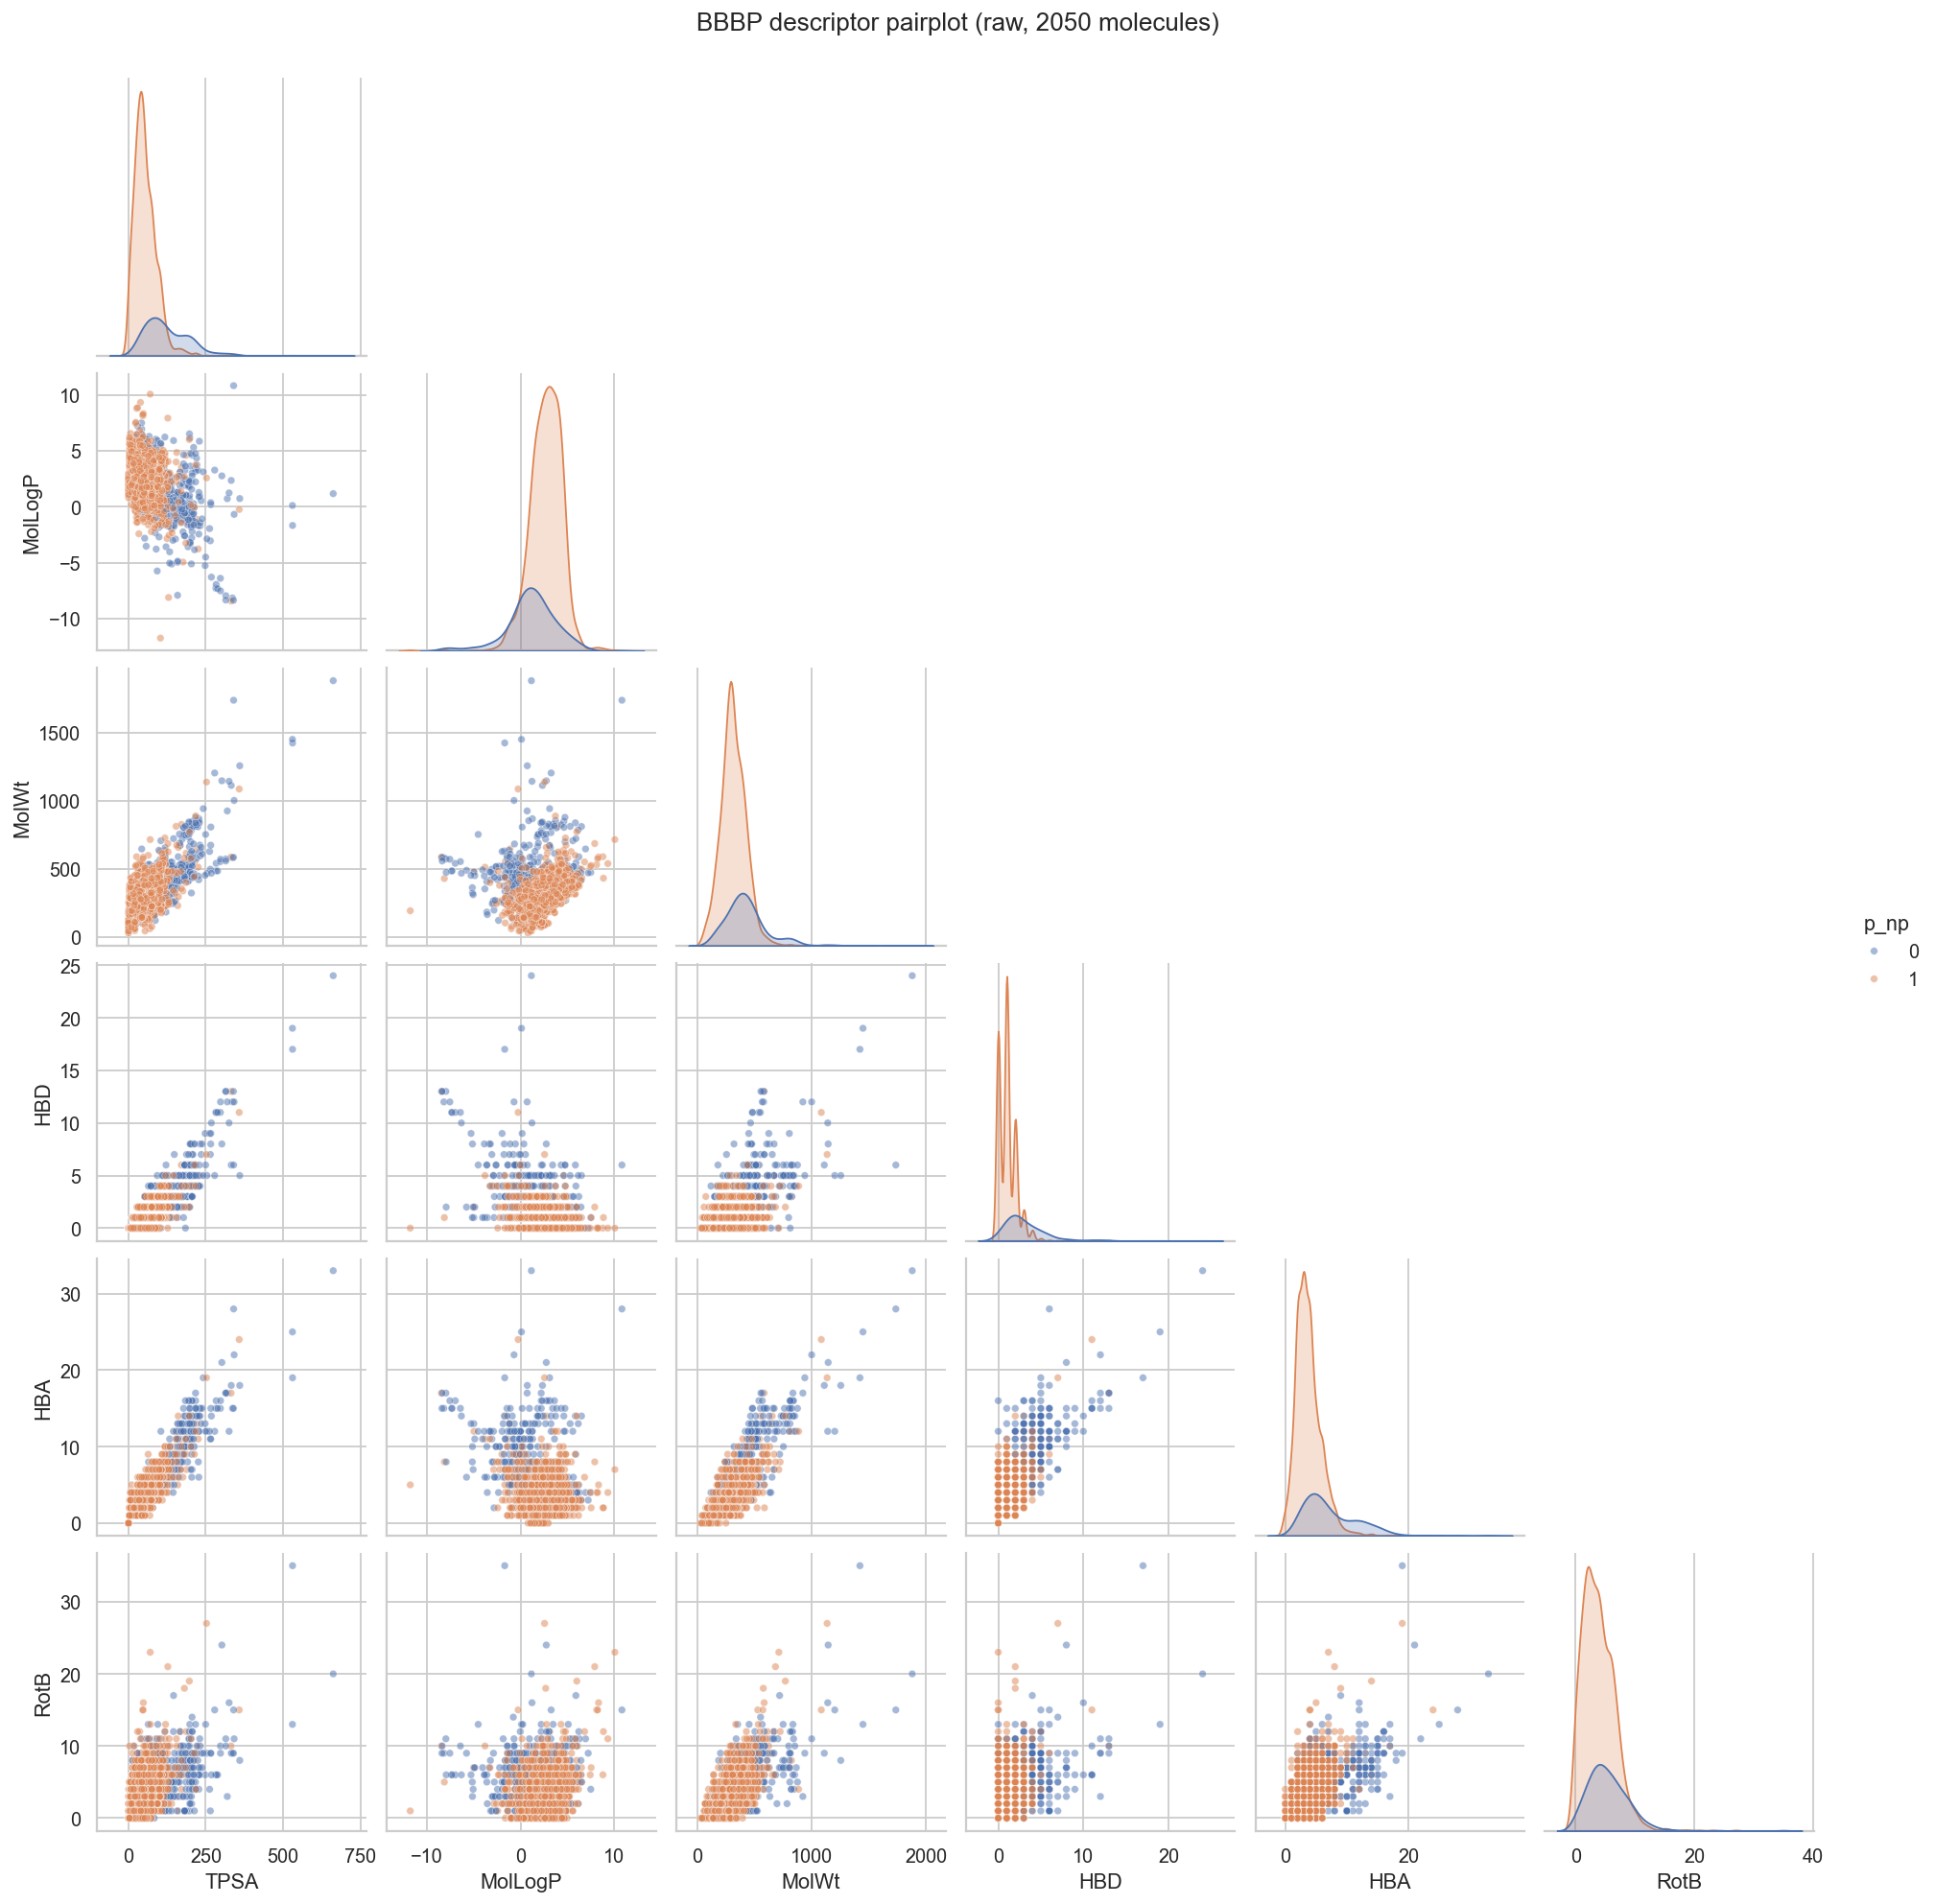 BBBP descriptor pairplot (raw, 2050 molecules)
10
5
0
−5
−10
MolLogP
1500
1000
500
0
MolWt
p_np
0
1
25
20
15
10
5
0
HBD
30
20
10
0
HBA
30
20
10
0
RotB
0 250 500 750
−10 0 10
0 1000 2000
0 10 20
0 20
0 20 40
TPSA MolLogP MolWt HBD HBA RotB